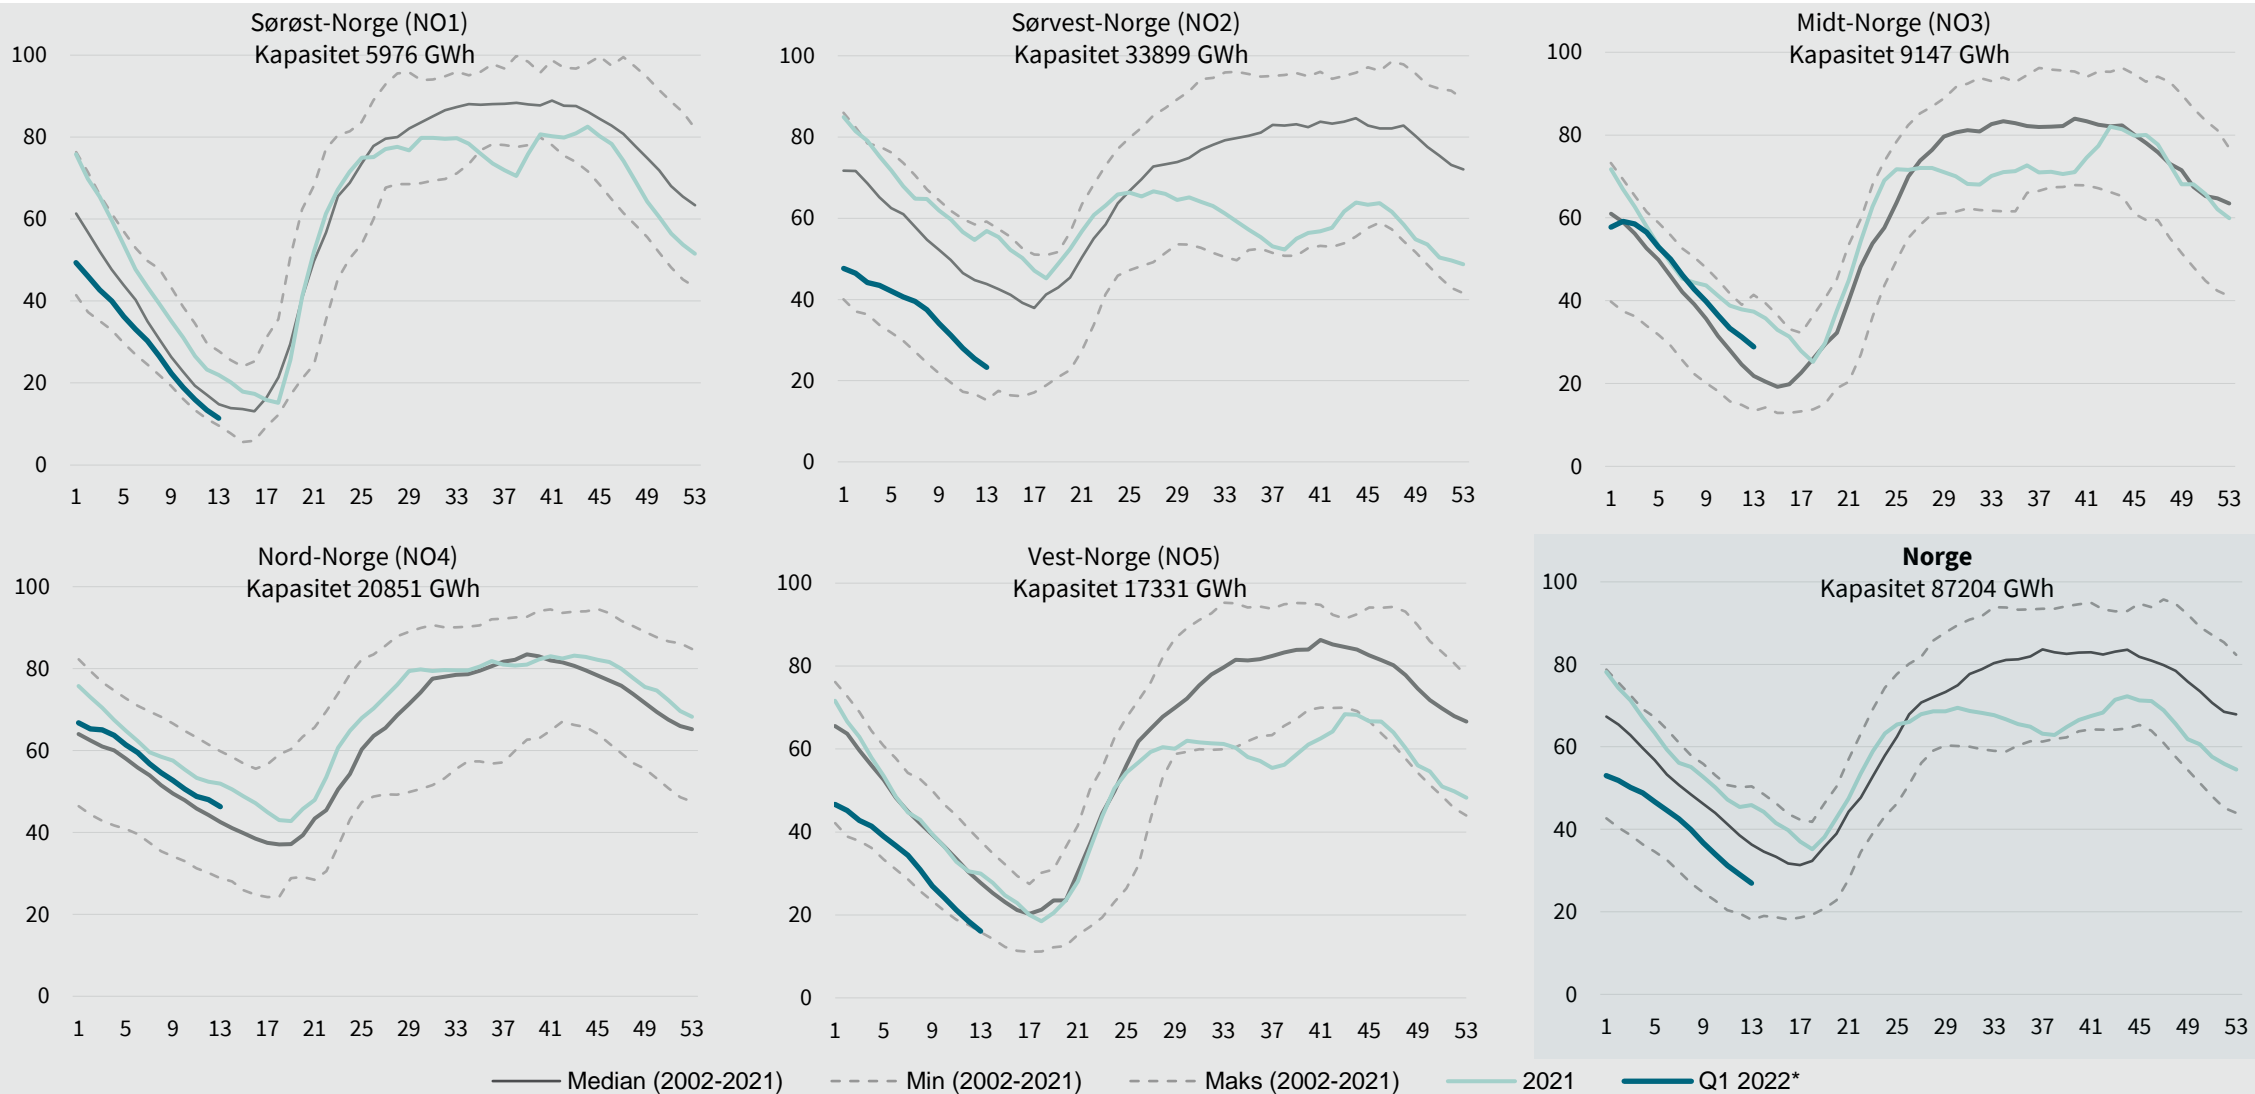 Sørøst-Norge (NO1)
Kapasitet 5976 GWh
100
80
60
40
20
0
1 5 9 13 17 21 25 29 33 37 41 45 49 53
Sørvest-Norge (NO2)
Kapasitet 33899 GWh
100
80
60
40
20
0
1 5 9 13 17 21 25 29 33 37 41 45 49 53
Midt-Norge (NO3)
Kapasitet 9147 GWh
100
80
60
40
20
0
1 5 9 13 17 21 25 29 33 37 41 45 49 53
Nord-Norge (NO4)
Kapasitet 20851 GWh
100
80
60
40
20
0
1 5 9 13 17 21 25 29 33 37 41 45 49 53
Vest-Norge (NO5)
Kapasitet 17331 GWh
100
80
60
40
20
0
1 5 9 13 17 21 25 29 33 37 41 45 49 53
Norge
Kapasitet 87204 GWh
100
80
60
40
20
0
1 5 9 13 17 21 25 29 33 37 41 45 49 53
Median (2002-2021) Min (2002-2021) Maks (2002-2021) 2021 Q1 2022*